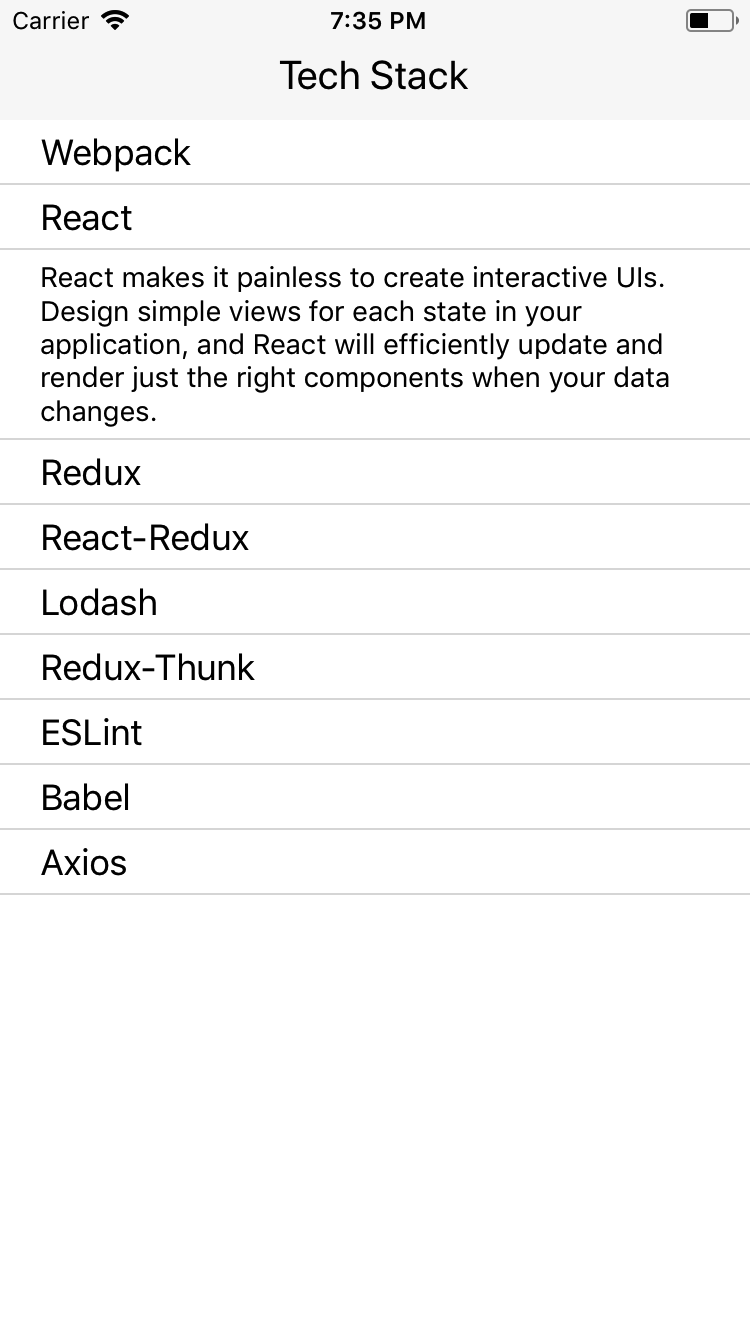 Carrier 7:35 PM
Tech Stack
Webpack
React
React makes it painless to create interactive UIs.
Design simple views for each state in your
application, and React will efficiently update and
render just the right components when your data
changes.
Redux
React-Redux
Lodash
Redux-Thunk
ESLint
Babel
Axios